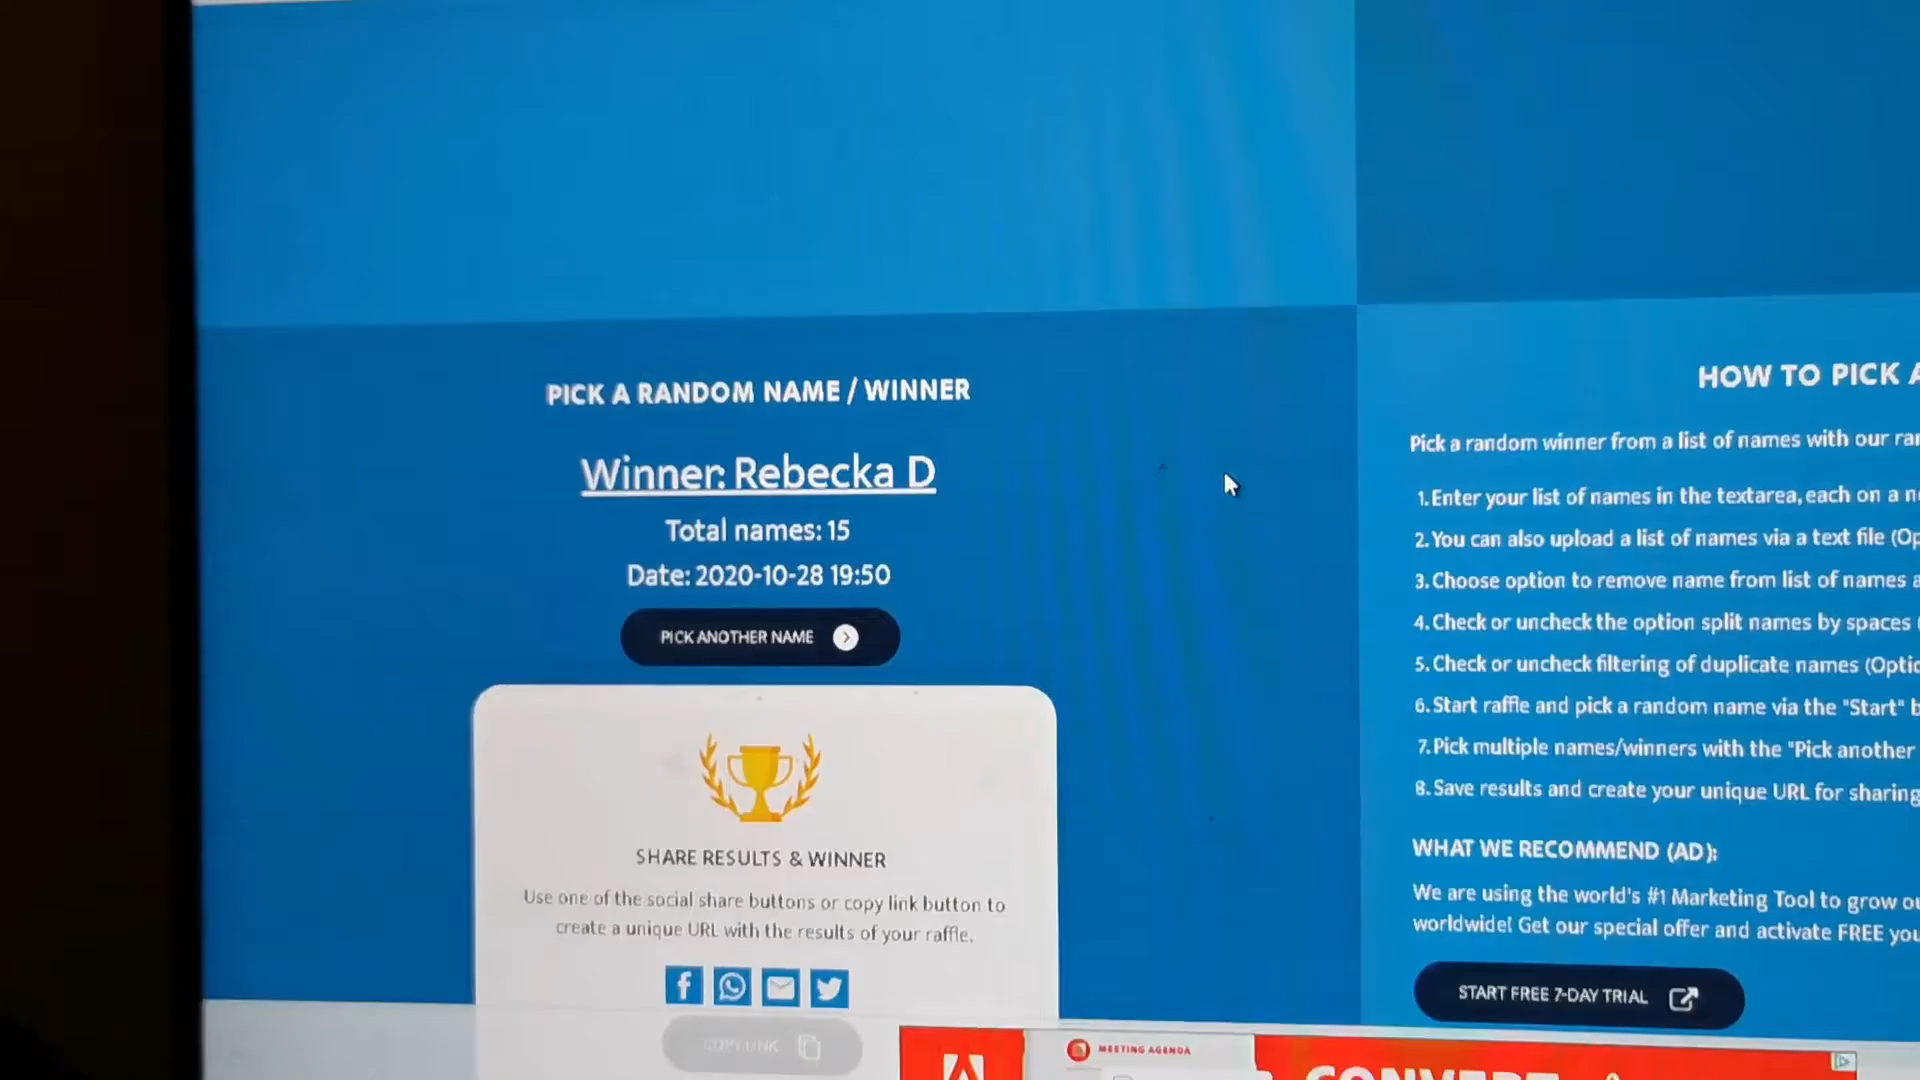 PICK A RANDOM NAME / WINNER
Winner: Rebecka D
Total names: 15
Date: 2020-10-28 19:50
PICK ANOTHER NAME
SHARE RESULTS & WINNER
Use one of the social share buttons or copy link button to
create a unique URL with the results of your raffle.
COPY LINK
HOW TO PICK A
Pick a random winner from a list of names with our
1. Enter your list of names in the textarea, each on a
2. You can also upload a list of names via a text file
3. Choose option to remove name from list of names
4. Check or uncheck the option split names by spaces
5. Check or uncheck filtering of duplicate names
6. Start raffle and pick a random name via the "Start"
7. Pick multiple names/winners with the "Pick another
8. Save results and create your unique URL for sharing
WHAT WE RECOMMEND (AD):
We are using the world's #1 Marketing Tool to grow
worldwide! Get our special offer and activate FREE
START FREE 7-DAY TRIAL
MEETING AGENDA
CONVERT